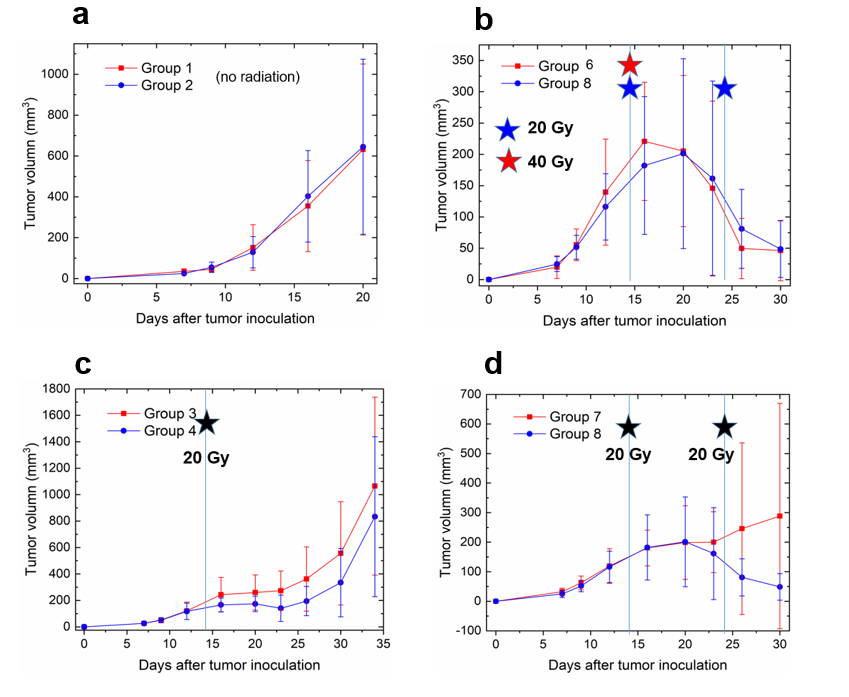 a
Group 1
Group 2
(no radiation)
Tumor volumn (mm³)
1000
800
600
400
200
0
0 5 10 15 20
Days after tumor inoculation
b
Group 6
Group 8
20 Gy
40 Gy
Tumor volumn (mm³)
350
300
250
200
150
100
50
0
0 5 10 15 20 25 30
Days after tumor inoculation
c
Group 3
Group 4
20 Gy
Tumor volumn (mm³)
1800
1600
1400
1200
1000
800
600
400
200
0
0 5 10 15 20 25 30 35
Days after tumor inoculation
d
Group 7
Group 8
20 Gy 20 Gy
Tumor volumn (mm³)
700
600
500
400
300
200
100
0
-100
0 5 10 15 20 25 30
Days after tumor inoculation